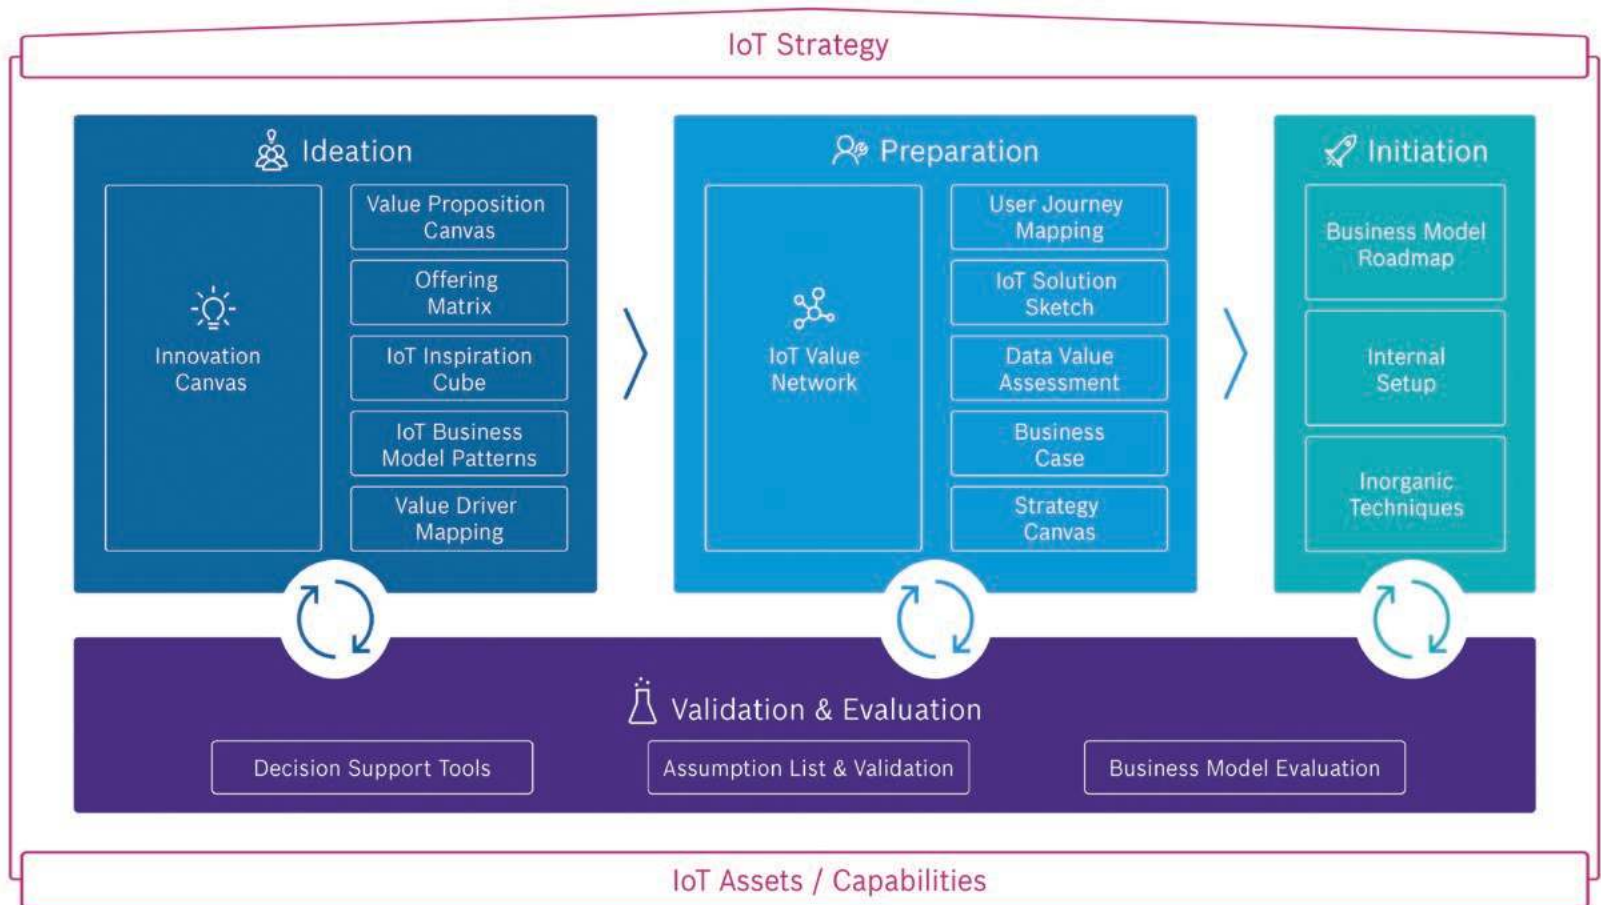 IoT Strategy
Ideation
Innovation
Canvas
Value Proposition
Canvas
Offering
Matrix
IoT Inspiration
Cube
IoT Business
Model Patterns
Value Driver
Mapping
Preparation
IoT Value
Network
User Journey
Mapping
IoT Solution
Sketch
Data Value
Assessment
Business
Case
Strategy
Canvas
Initiation
Business Model
Roadmap
Internal
Setup
Inorganic
Techniques
Validation & Evaluation
Decision Support Tools
Assumption List & Validation
Business Model Evaluation
IoT Assets / Capabilities